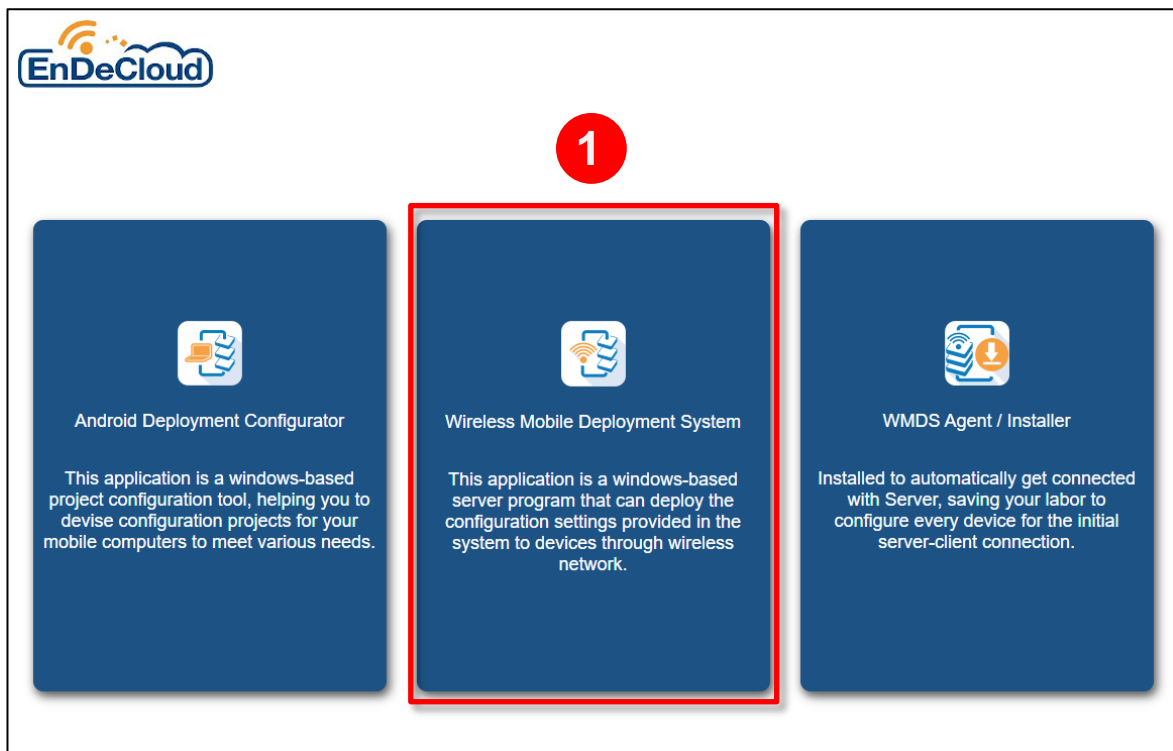 EnDeCloud
1
Android Deployment Configurator
This application is a windows-based
project configuration tool, helping you to
devise configuration projects for your
mobile computers to meet various needs.
Wireless Mobile Deployment System
This application is a windows-based
server program that can deploy the
configuration settings provided in the
system to devices through wireless
network.
WMDS Agent / Installer
Installed to automatically get connected
with Server, saving your labor to
configure every device for the initial
server-client connection.